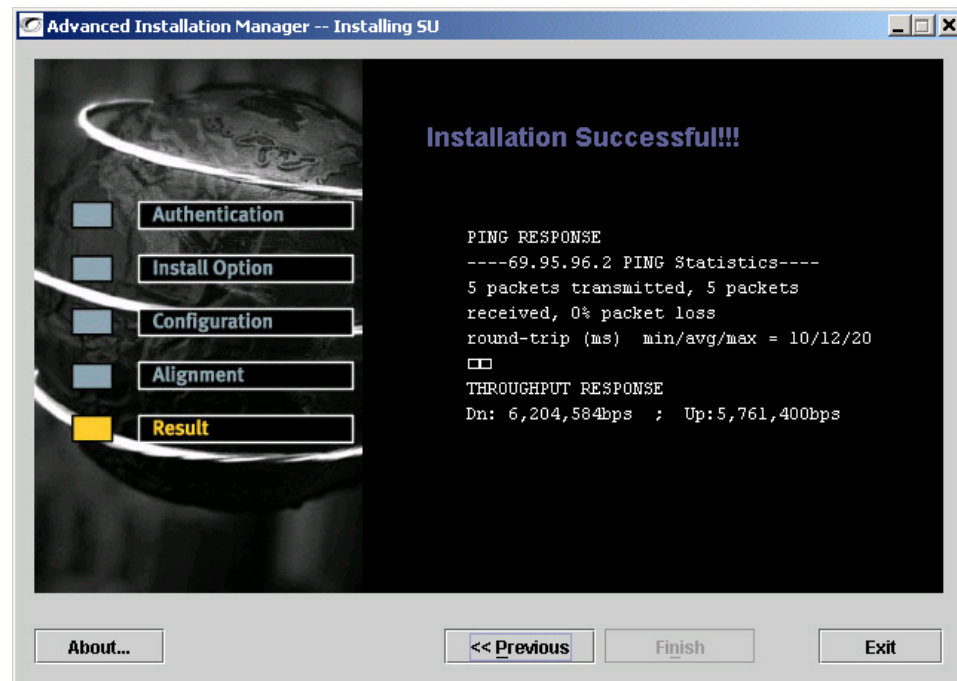 Advanced Installation Manager -- Installing SU
Installation Successful!!!
Authentication
Install Option
Configuration
Alignment
Result
PING RESPONSE
----69.95.96.2 PING Statistics----
5 packets transmitted, 5 packets
received, 0% packet loss
round-trip (ms)  min/avg/max = 10/12/20
THROUGHPUT RESPONSE
Dn: 6,204,584bps  ;  Up:5,761,400bps
About...
<< Previous
Finish
Exit